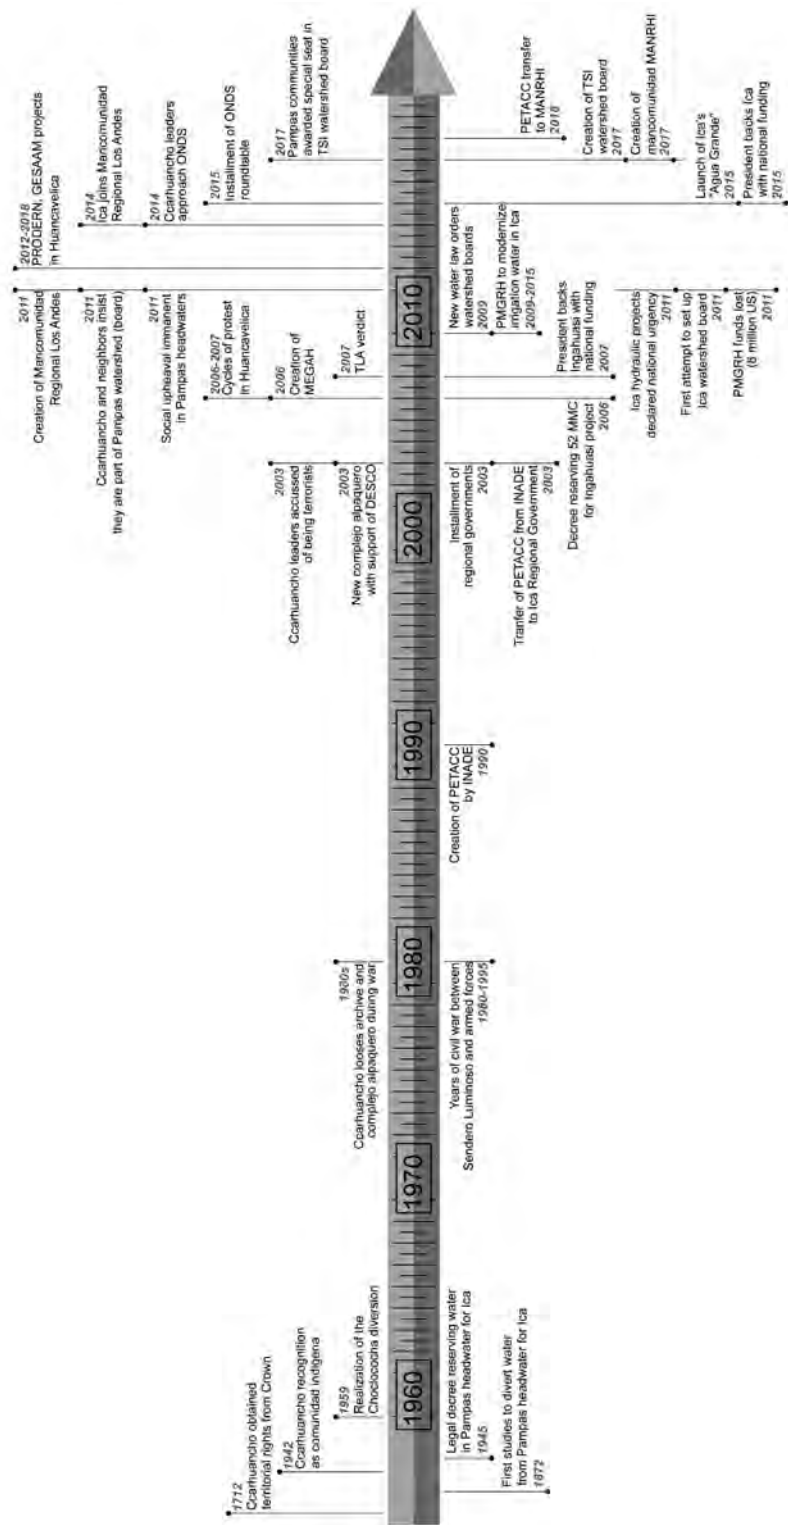 1712
Ccarhuancho obtained
territorial rights from Crown
1942
Ccarhuancho recognition
as comunidad indígena
1959
Realization of the
Choclococha diversion
1980s
Ccarhuancho looses archive and
complejo alpaquero during war
2003
Ccarhuancho leaders accussed
of being terrorists
2003
New complejo alpaquero
with support of DESCO
2011
Creation of Mancomunidad
Regional Los Andes
2011
Ccarhuancho and neighbors insist
they are part of Pampas watershed (board)
2011
Social upheaval immanent
in Pampas headwaters
2006-2007
Cycles of protest
in Huancavelica
2006
Creation of
MEGAH
2007
TLA verdict
2012-2018
PRODERN, GESAAM projects
in Huancavelica
2014
Ica joins Mancomunidad
Regional Los Andes
2014
Ccarhuancho leaders
approach ONDS
2015
Installment of ONDS
roundtable
2017
Pampas communities
awarded special seat in
TSI watershed board
1960
1970
1980
1990
2000
2010
Legal decree reserving water
in Pampas headwater for Ica
1945
First studies to divert water
from Pampas headwater for Ica
1872
Years of civil war between
Sendero Luminoso and armed forces
1980-1995
Creation of PETACC
by INADE
1990
Installment of
regional governments
2003
Tranfer of PETACC from INADE
to Ica Regional Government
2003
Decree reserving 52 MMC
for Ingahuasi project
2006
New water law orders
watershed boards
2009
PMGRH to modernize
irrigation water in Ica
2009-2015
President backs
Ingahuasi with
national funding
2007
Ica hydraulic projects
declared national urgency
2011
First attempt to set up
Ica watershed board
2011
PMGRH funds lost
(8 million US)
2011
PETACC transfer
to MANRHI
2018
Creation of TSI
watershed board
2017
Creation of
mancomunidad MANRHI
2017
Launch of Ica's
"Agua Grande"
2015
President backs Ica
with national funding
2015